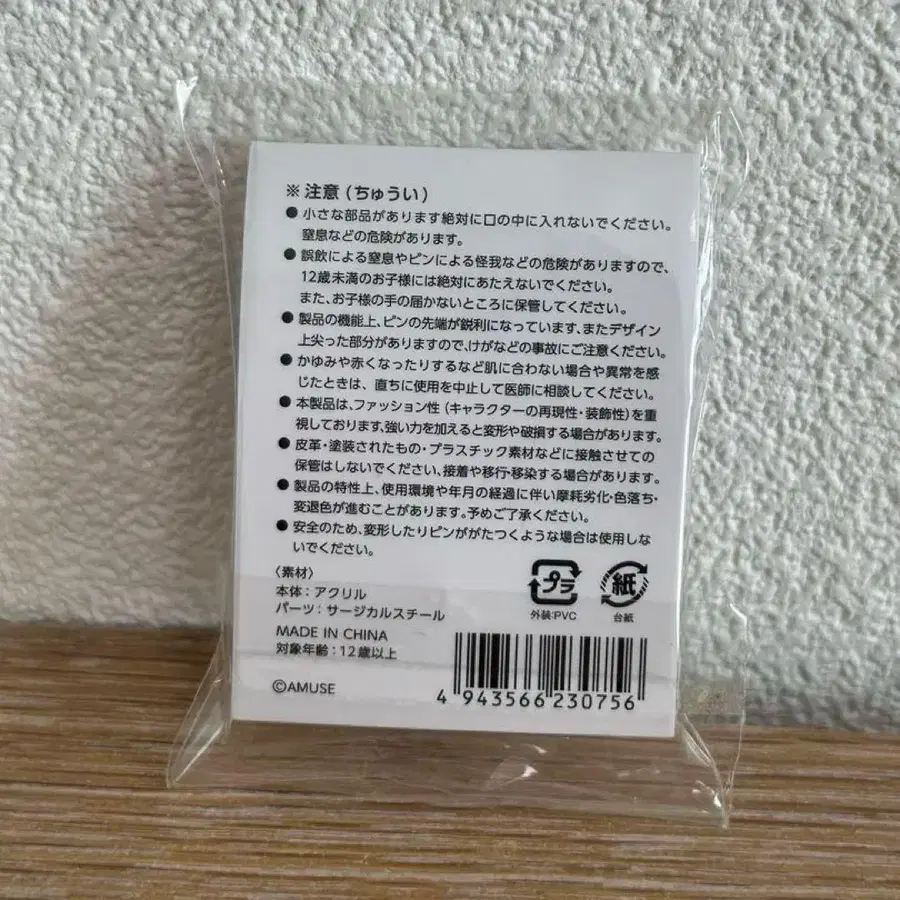 ※ 注意（ちゅうい）
● 小さな部品があります絶対に口の中に入れないでください。
窒息などの危険があります。
● 誤飲による窒息やピンによる怪我などの危険がありますので、
12歳未満のお子様には絶対にあたえないでください。
また、お子様の手の届かないところに保管してください。
● 製品の機能上、ピンの先端が鋭利になっています、またデザイン
上尖った部分がありますので、けがなどの事故にご注意ください。
● かゆみや赤くなったりするなど肌に合わない場合や異常を感
じたときは、直ちに使用を中止して医師に相談してください。
● 本製品は、ファッション性（キャラクターの再現性・装飾性）を重
視しております、強い力を加えると変形や破損する場合があります。
● 皮革・塗装されたもの・プラスチック素材などに接触させての
保管はしないでください、接着や移行・移染する場合があります。
● 製品の特性上、使用環境や年月の経過に伴い摩耗劣化・色落ち・
変退色が進むことがあります。予めご了承ください。
● 安全のため、変形したりピンががたつくような場合は使用しな
いでください。
〈素材〉
本体：アクリル
パーツ：サージカルスチール
MADE IN CHINA
対象年齢：12歳以上
©AMUSE
プラ
外装:PVC
紙
台紙
4 943566 230756